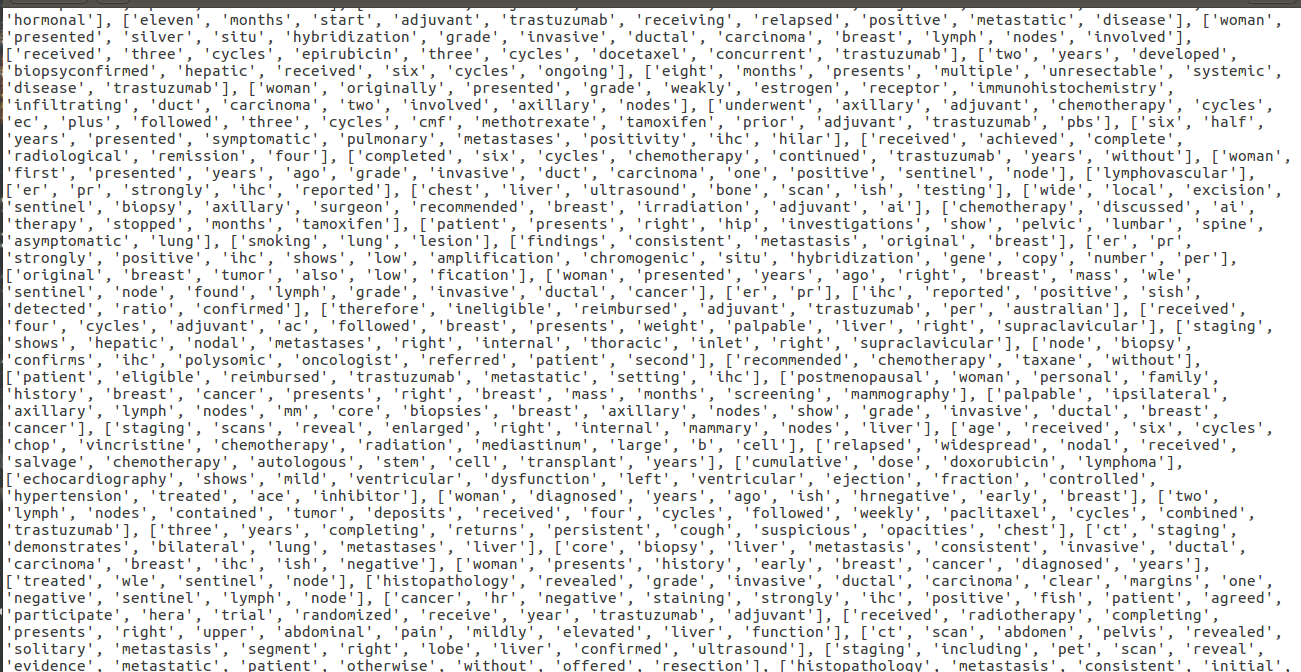 'hormonal'], ['eleven', 'months', 'start', 'adjuvant', 'trastuzumab', 'receiving', 'relapsed', 'positive', 'metastatic', 'disease'], ['woman',
'presented', 'silver', 'situ', 'hybridization', 'grade', 'invasive', 'ductal', 'carcinoma', 'breast', 'lymph', 'nodes', 'involved'],
['received', 'three', 'cycles', 'epirubicin', 'three', 'cycles', 'docetaxel', 'concurrent', 'trastuzumab'], ['two', 'years', 'developed',
'biopsyconfirmed', 'hepatic', 'received', 'six', 'cycles', 'ongoing'], ['eight', 'months', 'presents', 'multiple', 'unresectable', 'systemic',
'disease', 'trastuzumab'], ['woman', 'originally', 'presented', 'grade', 'weakly', 'estrogen', 'receptor', 'immunohistochemistry',
'infiltrating', 'duct', 'carcinoma', 'two', 'involved', 'axillary', 'nodes'], ['underwent', 'axillary', 'adjuvant', 'chemotherapy', 'cycles',
'ec', 'plus', 'followed', 'three', 'cycles', 'cmf', 'methotrexate', 'tamoxifen', 'prior', 'adjuvant', 'trastuzumab', 'pbs'], ['six', 'half',
'years', 'presented', 'symptomatic', 'pulmonary', 'metastases', 'positivity', 'ihc', 'hilar'], ['received', 'achieved', 'complete',
'radiological', 'remission', 'four'], ['completed', 'six', 'cycles', 'chemotherapy', 'continued', 'trastuzumab', 'years', 'without'], ['woman',
'first', 'presented', 'years', 'ago', 'grade', 'invasive', 'duct', 'carcinoma', 'one', 'positive', 'sentinel', 'node'], ['lymphovascular'],
['er', 'pr', 'strongly', 'ihc', 'reported'], ['chest', 'liver', 'ultrasound', 'bone', 'scan', 'ish', 'testing'], ['wide', 'local', 'excision',
'sentinel', 'biopsy', 'axillary', 'surgeon', 'recommended', 'breast', 'irradiation', 'adjuvant', 'ai'], ['chemotherapy', 'discussed', 'ai',
'therapy', 'stopped', 'months', 'tamoxifen'], ['patient', 'presents', 'right', 'hip', 'investigations', 'show', 'pelvic', 'lumbar', 'spine',
'asymptomatic', 'lung'], ['smoking', 'lung', 'lesion'], ['findings', 'consistent', 'metastasis', 'original', 'breast'], ['er', 'pr',
'strongly', 'positive', 'ihc', 'shows', 'low', 'amplification', 'chromogenic', 'situ', 'hybridization', 'gene', 'copy', 'number', 'per'],
['original', 'breast', 'tumor', 'also', 'low', 'fication'], ['woman', 'presented', 'years', 'ago', 'right', 'breast', 'mass', 'wle',
'sentinel', 'node', 'found', 'lymph', 'grade', 'invasive', 'ductal', 'cancer'], ['er', 'pr'], ['ihc', 'reported', 'positive', 'sish',
'detected', 'ratio', 'confirmed'], ['therefore', 'ineligible', 'reimbursed', 'adjuvant', 'trastuzumab', 'per', 'australian'], ['received',
'four', 'cycles', 'adjuvant', 'ac', 'followed', 'breast', 'presents', 'weight', 'palpable', 'liver', 'right', 'supraclavicular'], ['staging',
'shows', 'hepatic', 'nodal', 'metastases', 'right', 'internal', 'thoracic', 'inlet', 'right', 'supraclavicular'], ['node', 'biopsy',
'confirms', 'ihc', 'polysomic', 'oncologist', 'referred', 'patient', 'second'], ['recommended', 'chemotherapy', 'taxane', 'without'],
['patient', 'eligible', 'reimbursed', 'trastuzumab', 'metastatic', 'setting', 'ihc'], ['postmenopausal', 'woman', 'personal', 'family',
'history', 'breast', 'cancer', 'presents', 'right', 'breast', 'mass', 'months', 'screening', 'mammography'], ['palpable', 'ipsilateral',
'axillary', 'lymph', 'nodes', 'mm', 'core', 'biopsies', 'breast', 'axillary', 'nodes', 'show', 'grade', 'invasive', 'ductal', 'breast',
'cancer'], ['staging', 'scans', 'reveal', 'enlarged', 'right', 'internal', 'mammary', 'nodes', 'liver'], ['age', 'received', 'six', 'cycles',
'chop', 'vincristine', 'chemotherapy', 'radiation', 'mediastinum', 'large', 'b', 'cell'], ['relapsed', 'widespread', 'nodal', 'received',
'salvage', 'chemotherapy', 'autologous', 'stem', 'cell', 'transplant', 'years'], ['cumulative', 'dose', 'doxorubicin', 'lymphoma'],
['echocardiography', 'shows', 'mild', 'ventricular', 'dysfunction', 'left', 'ventricular', 'ejection', 'fraction', 'controlled',
'hypertension', 'treated', 'ace', 'inhibitor'], ['woman', 'diagnosed', 'years', 'ago', 'ish', 'hrnegative', 'early', 'breast'], ['two',
'lymph', 'nodes', 'contained', 'tumor', 'deposits', 'received', 'four', 'cycles', 'followed', 'weekly', 'paclitaxel', 'cycles', 'combined',
'trastuzumab'], ['three', 'years', 'completing', 'returns', 'persistent', 'cough', 'suspicious', 'opacities', 'chest'], ['ct', 'staging',
'demonstrates', 'bilateral', 'lung', 'metastases', 'liver'], ['core', 'biopsy', 'liver', 'metastasis', 'consistent', 'invasive', 'ductal',
'carcinoma', 'breast', 'ihc', 'ish', 'negative'], ['woman', 'presents', 'history', 'early', 'breast', 'cancer', 'diagnosed', 'years'],
['treated', 'wle', 'sentinel', 'node'], ['histopathology', 'revealed', 'grade', 'invasive', 'ductal', 'carcinoma', 'clear', 'margins', 'one',
'negative', 'sentinel', 'lymph', 'node'], ['cancer', 'hr', 'negative', 'staining', 'strongly', 'ihc', 'positive', 'fish', 'patient', 'agreed',
'participate', 'hera', 'trial', 'randomized', 'receive', 'year', 'trastuzumab', 'adjuvant'], ['received', 'radiotherapy', 'completing',
'presents', 'right', 'upper', 'abdominal', 'pain', 'mildly', 'elevated', 'liver', 'function'], ['ct', 'scan', 'abdomen', 'pelvis', 'revealed',
'solitary', 'metastasis', 'segment', 'right', 'lobe', 'liver', 'confirmed', 'ultrasound'], ['staging', 'including', 'pet', 'scan', 'reveal',
'evidence', 'metastatic', 'patient', 'otherwise', 'without', 'offered', 'resection'], ['histopathology', 'metastasis', 'consistent', 'initial',